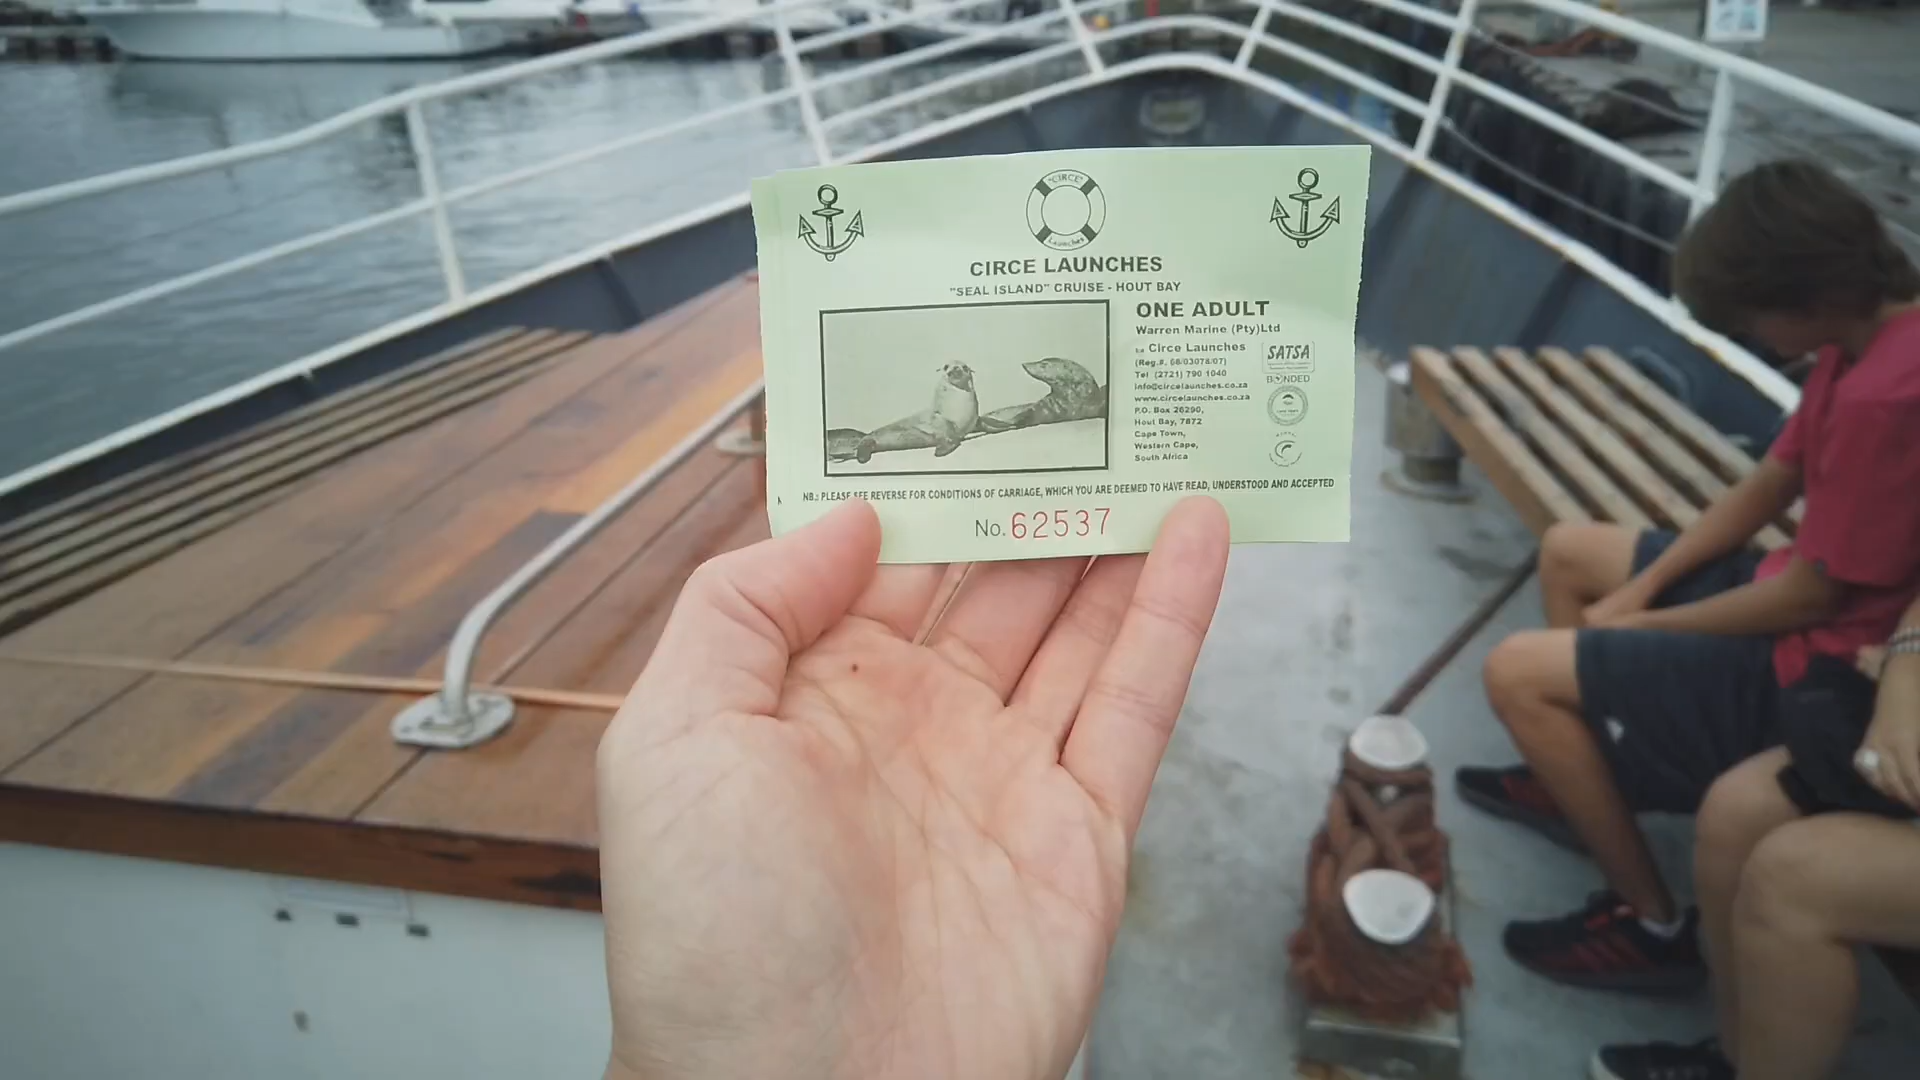 "CIRCE"
Launches
CIRCE LAUNCHES
"SEAL ISLAND" CRUISE - HOUT BAY
ONE ADULT
Warren Marine (Pty)Ltd
ta Circe Launches
(Reg.#. 68/03078/07)
Tel (2721) 790 1040
info@circelaunches.co.za
www.circelaunches.co.za
P.O. Box 26290,
Hout Bay, 7872
Cape Town,
Western Cape,
South Africa
SATSA
BONDED
NB.: PLEASE SEE REVERSE FOR CONDITIONS OF CARRIAGE, WHICH YOU ARE DEEMED TO HAVE READ, UNDERSTOOD AND ACCEPTED
No. 62537